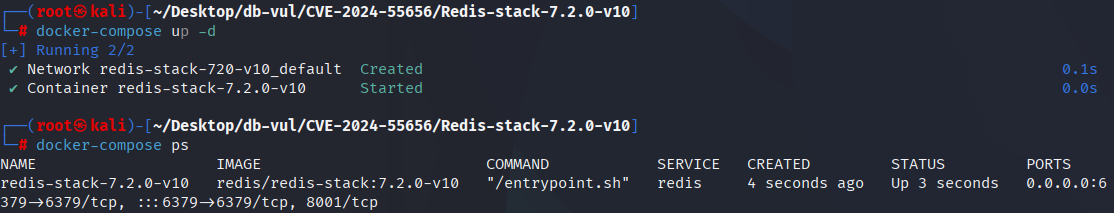 ┌──(root㉿kali)-[~/Desktop/db-vul/CVE-2024-55656/Redis-stack-7.2.0-v10]
└─# docker-compose up -d
[+] Running 2/2
✔ Network redis-stack-720-v10_default  Created 0.1s
✔ Container redis-stack-7.2.0-v10      Started 0.0s
┌──(root㉿kali)-[~/Desktop/db-vul/CVE-2024-55656/Redis-stack-7.2.0-v10]
└─# docker-compose ps
NAME                    IMAGE                         COMMAND            SERVICE   CREATED         STATUS         PORTS
redis-stack-7.2.0-v10   redis/redis-stack:7.2.0-v10   "/entrypoint.sh"   redis     4 seconds ago   Up 3 seconds   0.0.0.0:6
379->6379/tcp, :::6379->6379/tcp, 8001/tcp